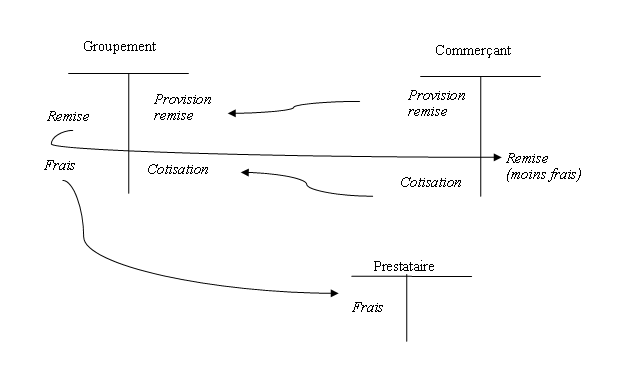 Groupement
Commerçant
Provision
remise
Provision
remise
Remise
Remise
(moins frais)
Frais
Cotisation
Cotisation
Prestataire
Frais